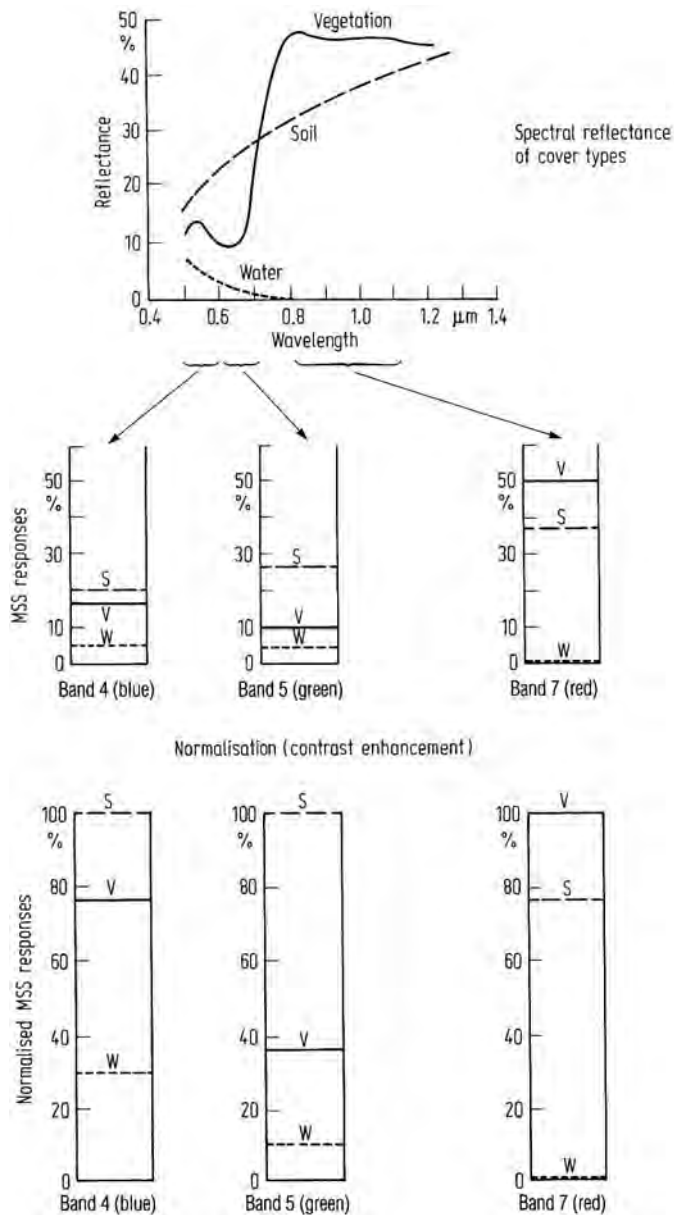 50
%
40
30
20
10
0
Reflectance
Vegetation
Soil
Water
Spectral reflectance
of cover types
0.4 0.6 0.8 1.0 1.2 μm 1.4
Wavelength
MSS responses
50
%
30
10
0
S
V
W
Band 4 (blue)
50
%
30
10
0
S
V
W
Band 5 (green)
50
%
30
10
0
V
S
W
Band 7 (red)
Normalisation (contrast enhancement)
Normalised MSS responses
100
%
80
60
40
20
0
S
V
W
Band 4 (blue)
100
%
80
60
40
20
0
S
V
W
Band 5 (green)
100
%
80
60
40
20
0
V
S
W
Band 7 (red)